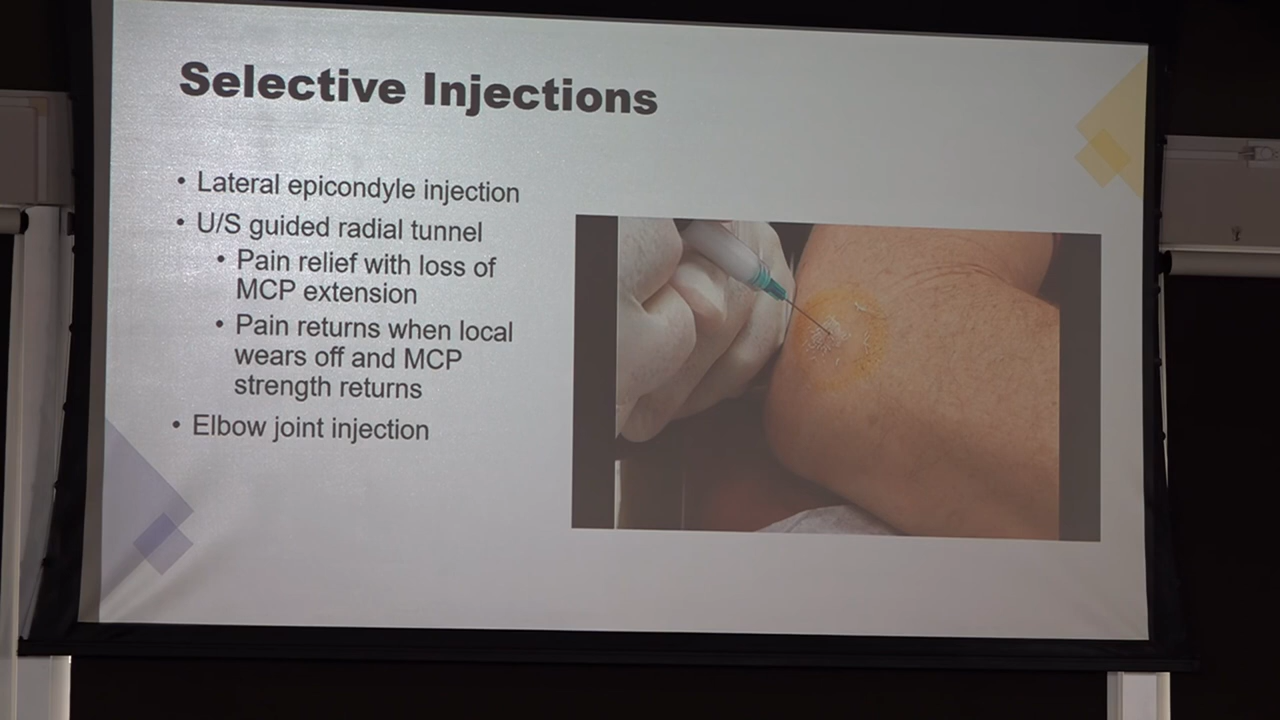 Selective Injections
• Lateral epicondyle injection
• U/S guided radial tunnel
• Pain relief with loss of
MCP extension
• Pain returns when local
wears off and MCP
strength returns
• Elbow joint injection